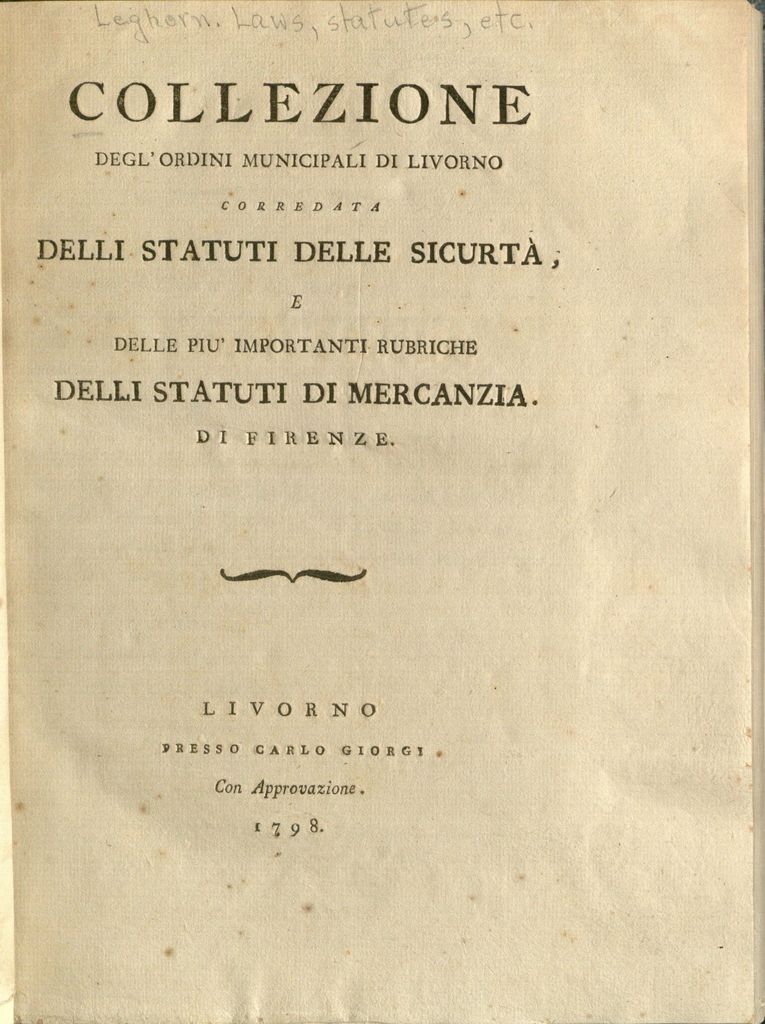 Leghorn. Laws, statutes, etc.
COLLEZIONE
DEGL' ORDINI MUNICIPALI DI LIVORNO
CORREDATA
DELLI STATUTI DELLE SICURTÀ ,
E
DELLE PIU' IMPORTANTI RUBRICHE
DELLI STATUTI DI MERCANZIA .
DI FIRENZE.
LIVORNO
PRESSO CARLO GIORGI .
Con Approvazione .
1798.